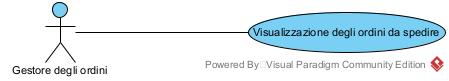 Visualizzazione degli ordini da spedire
Gestore degli ordini
Powered By Visual Paradigm Community Edition